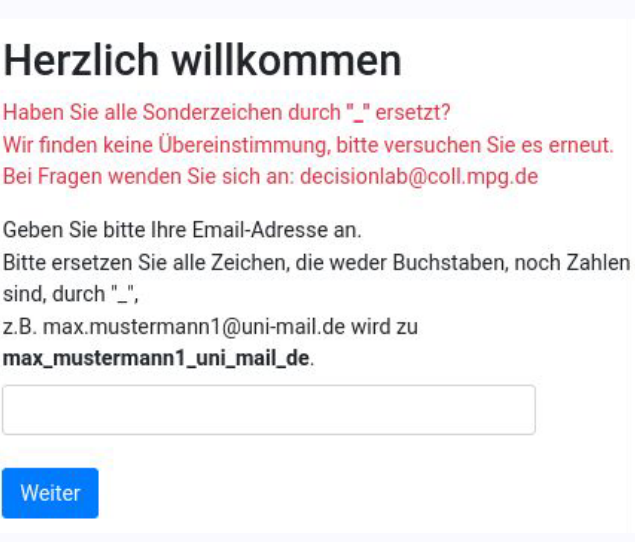 Herzlich willkommen
Haben Sie alle Sonderzeichen durch "_" ersetzt?
Wir finden keine Übereinstimmung, bitte versuchen Sie es erneut.
Bei Fragen wenden Sie sich an: decisionlab@coll.mpg.de
Geben Sie bitte Ihre Email-Adresse an.
Bitte ersetzen Sie alle Zeichen, die weder Buchstaben, noch Zahlen
sind, durch "_",
z.B. max.mustermann1@uni-mail.de wird zu
max_mustermann1_uni_mail_de.
Weiter